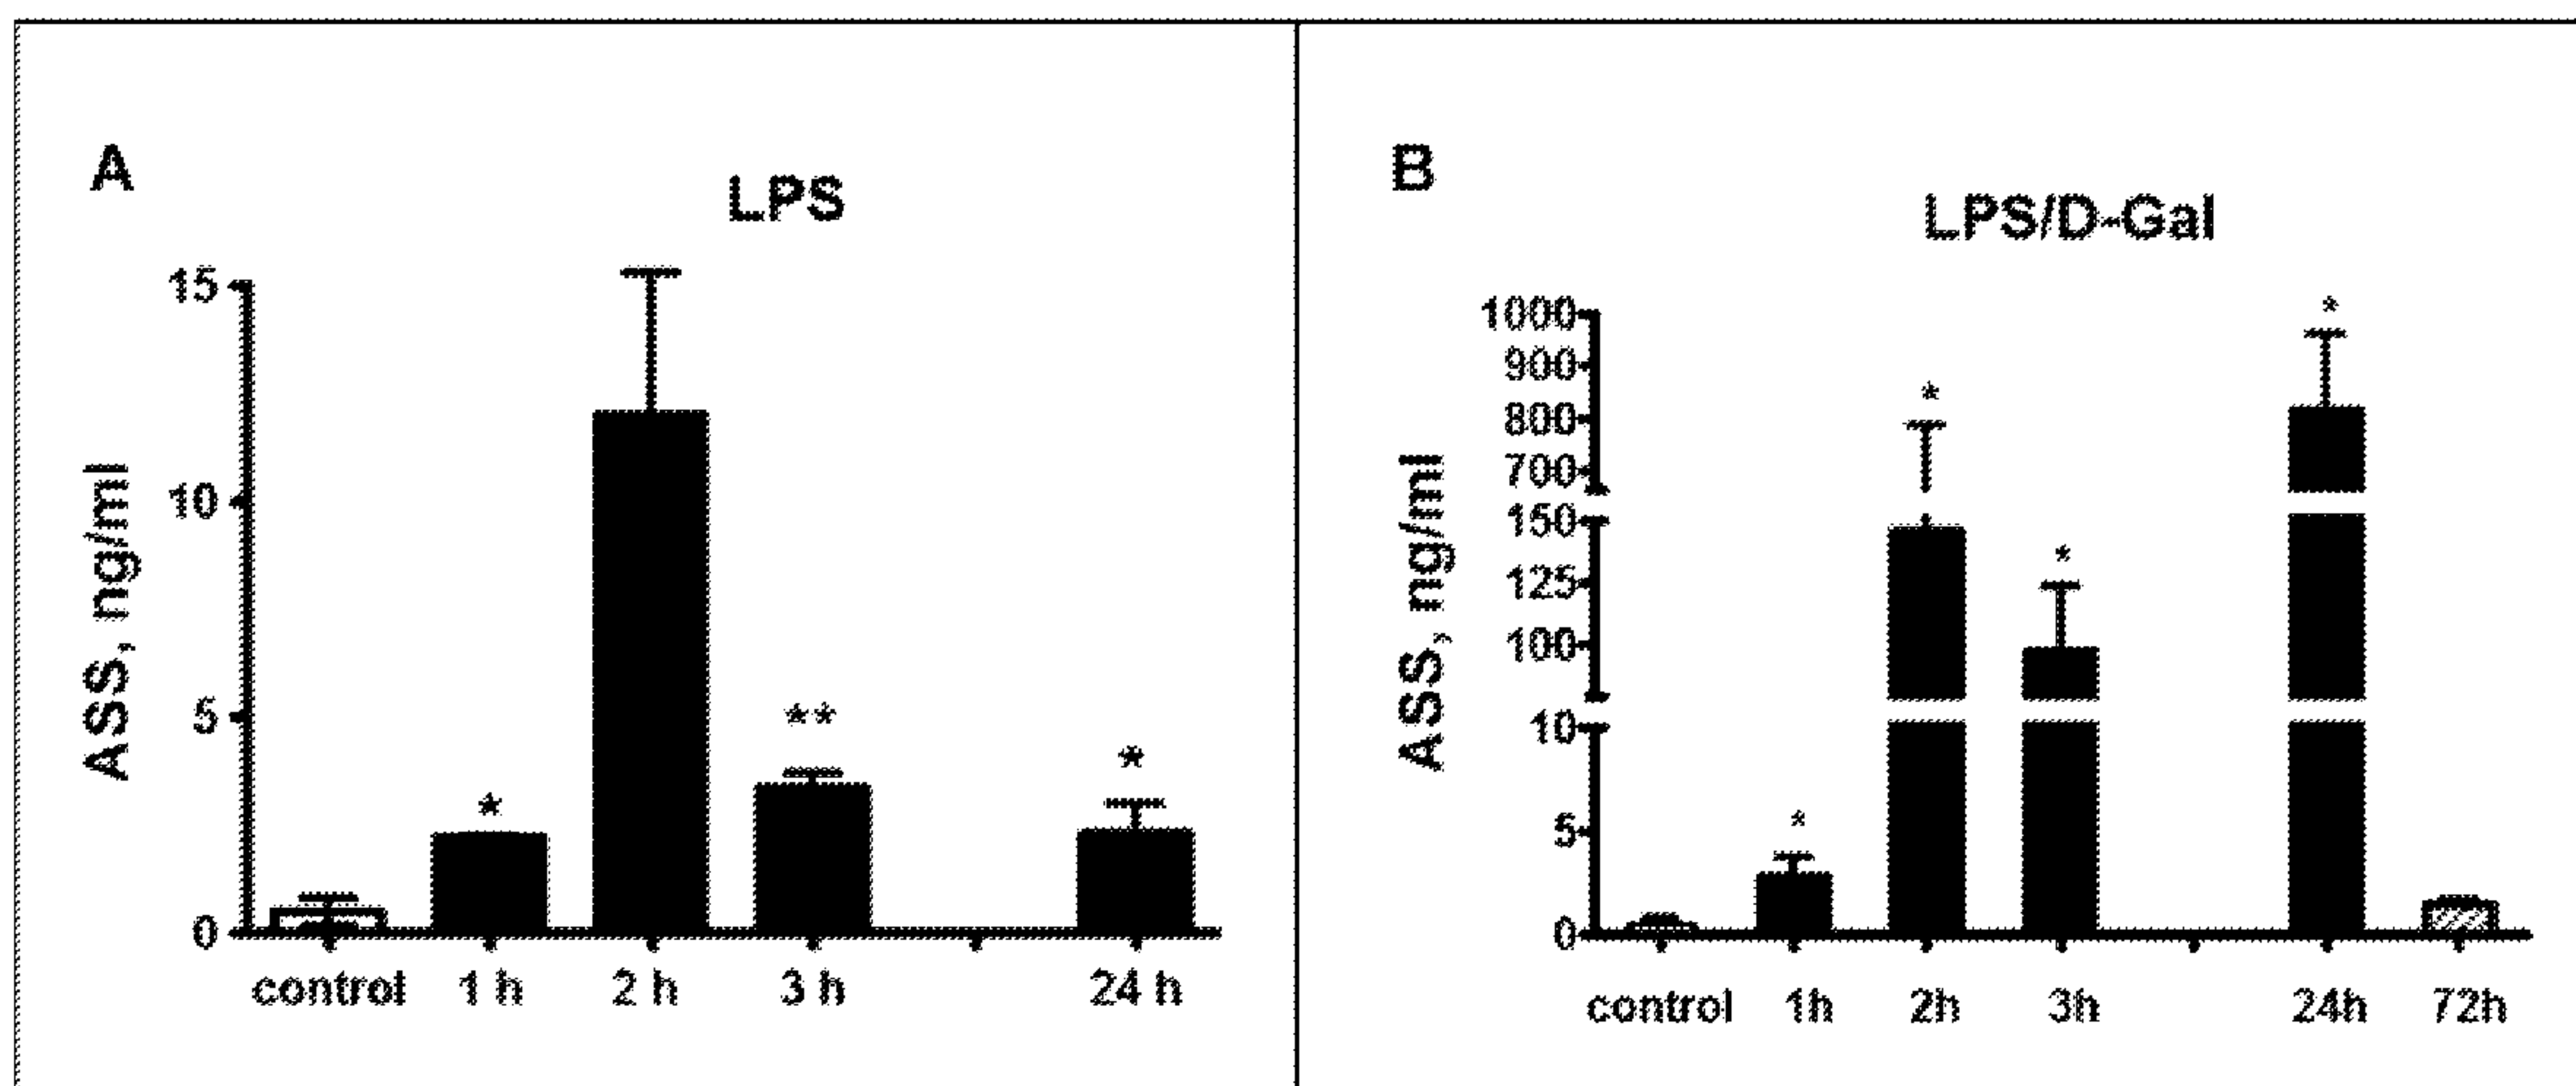 A
LPS
15
10
5
0
ASS, ng/ml
*
**
*
control 1 h 2 h 3 h 24 h
B
LPS/D-Gal
1000
900
800
700
150
125
100
10
5
0
ASS, ng/ml
*
*
*
*
control 1h 2h 3h 24h 72h